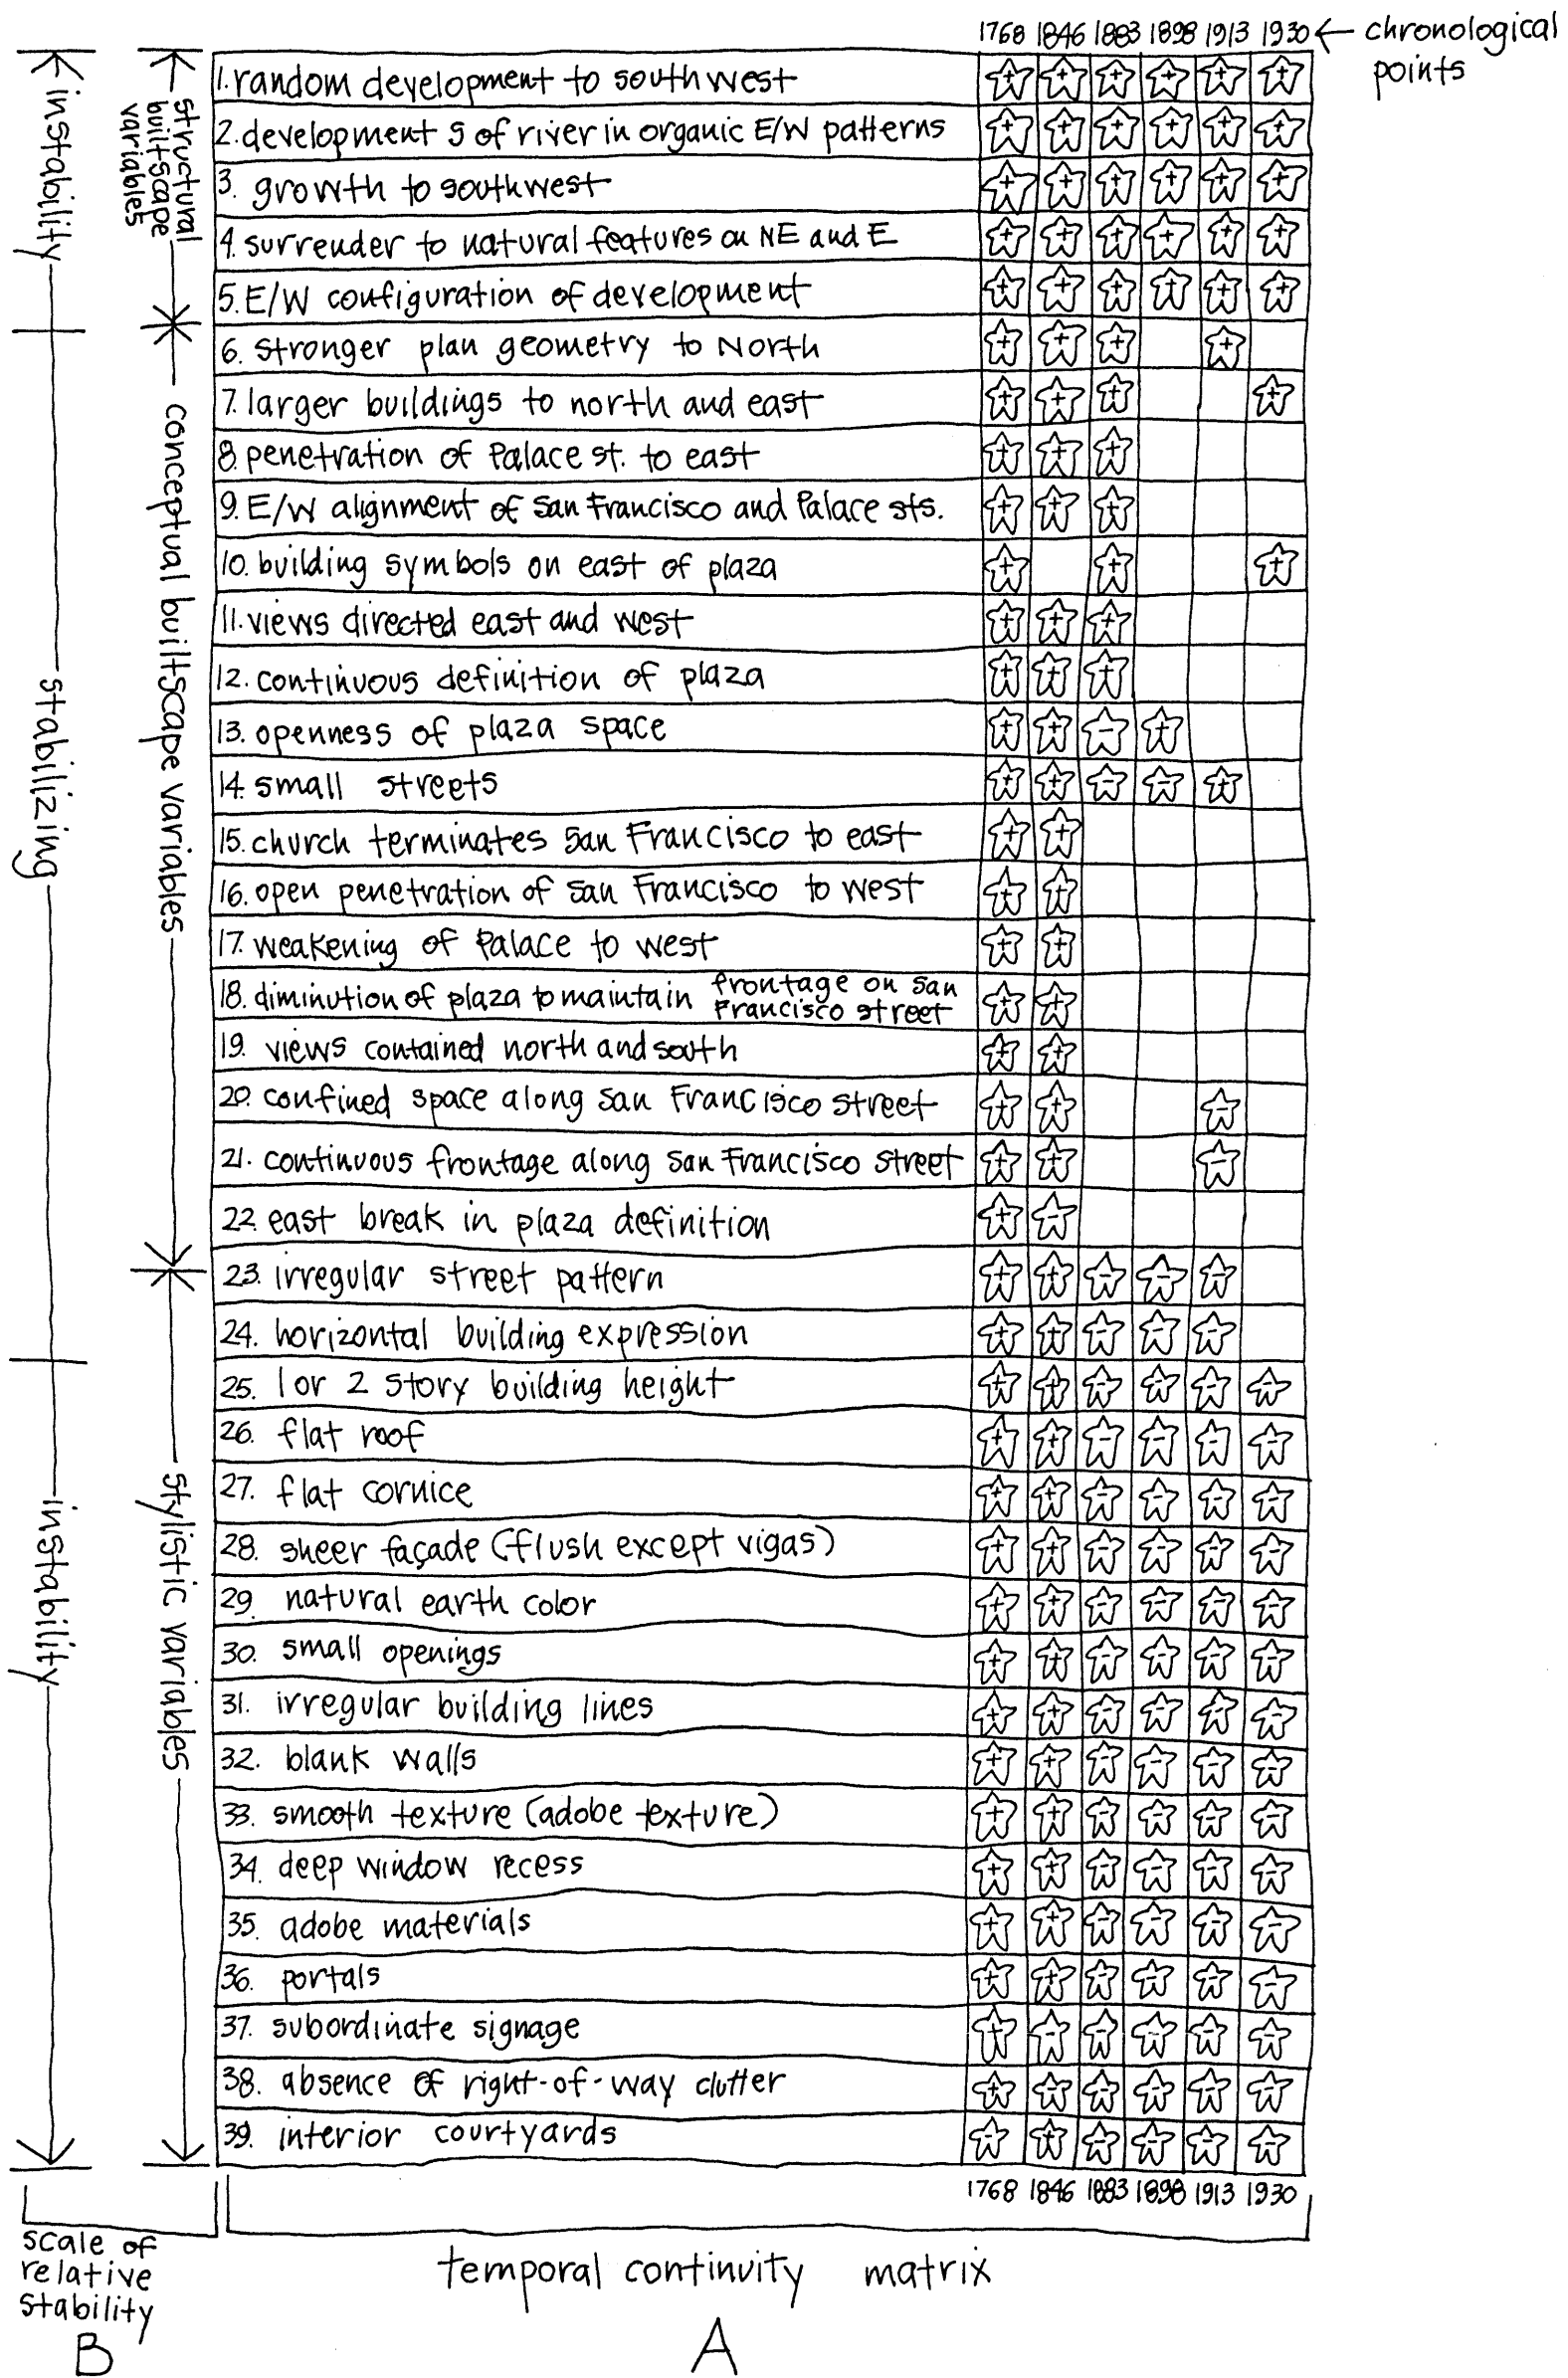 1768 1846 1883 1898 1913 1930 ← chronological
points
instability
stabilizing
instability
structural
built-scape
variables
conceptual builtscape variables
stylistic variables
1. random development to southwest + + + + + +
2. development S of river in organic E/W patterns + + + + + +
3. growth to southwest + + + + + +
4. surrender to natural features on NE and E + + + + + +
5. E/W configuration of development + + + + + +
6. stronger plan geometry to North + + + +
7. larger buildings to north and east + + + +
8. penetration of Palace st. to east + + +
9. E/W alignment of San Francisco and Palace sts. + + +
10. building symbols on east of plaza + + +
11. views directed east and west + + +
12. continuous definition of plaza + + +
13. openness of plaza space + + - +
14. small streets + + - - +
15. church terminates San Francisco to east + +
16. open penetration of San Francisco to west + +
17. weakening of Palace to west + +
18. diminution of plaza to maintain frontage on San
Francisco street + +
19. views contained north and south + +
20. confined space along San Francisco street + + -
21. continuous frontage along San Francisco street + + -
22. east break in plaza definition + -
23. irregular street pattern + + - - -
24. horizontal building expression + + - - -
25. 1 or 2 story building height + + - - - -
26. flat roof + + - - - -
27. flat cornice + + - - - -
28. sheer façade (flush except vigas) + + - - - -
29. natural earth color + + - - - -
30. small openings + + - - - -
31. irregular building lines + + - - - -
32. blank walls + + - - - -
33. smooth texture (adobe texture) + + - - - -
34. deep window recess + + - - - -
35. adobe materials + + - - - -
36. portals + + - - - -
37. subordinate signage + - - - - -
38. absence of right-of-way clutter + - - - - -
39. interior courtyards - + - - - -
1768 1846 1883 1898 1913 1930
scale of
relative
stability
B
temporal continuity matrix
A